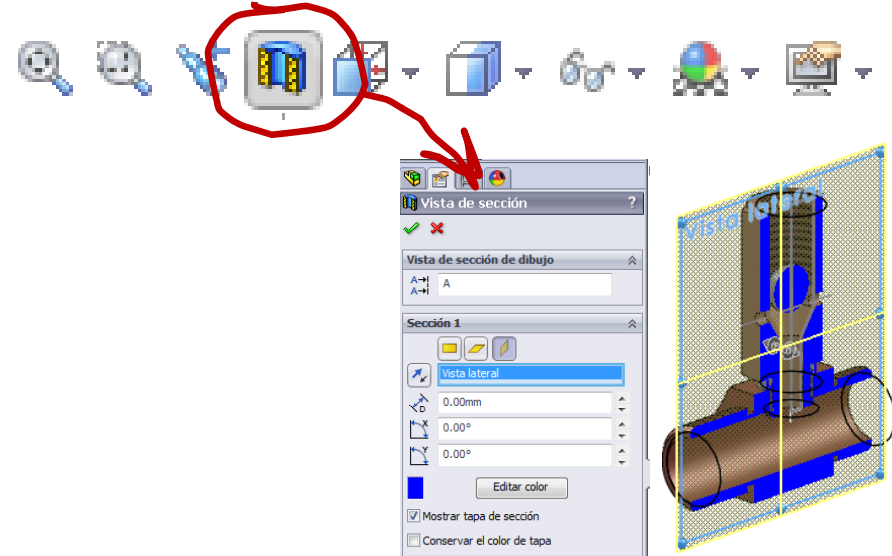 Vista de sección
?
Vista de sección de dibujo
A
A
A
Sección 1
Vista lateral
D
0.00mm
X
0.00°
Y
0.00°
Editar color
Mostrar tapa de sección
Conservar el color de tapa
Vista lateral